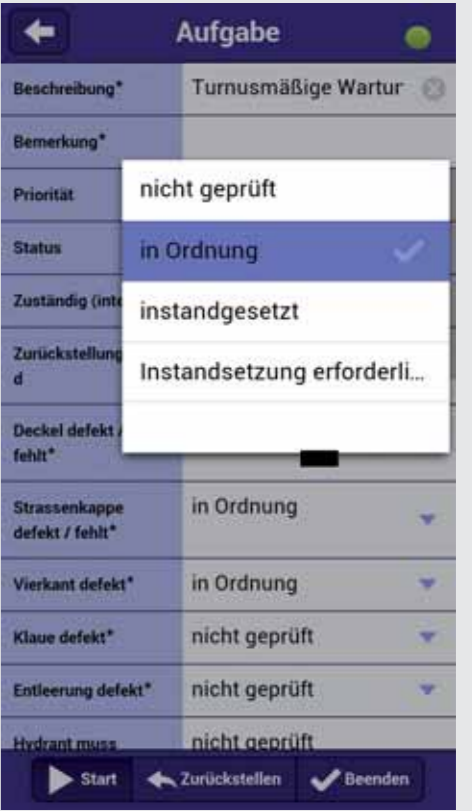 Aufgabe
Beschreibung*
Turnusmäßige Wartur
Bemerkung*
Priorität
Status
Zuständig (inte
Zurückstellung
d
Deckel defekt /
fehlt*
nicht geprüft
in Ordnung
instandgesetzt
Instandsetzung erforderli...
Strassenkappe
defekt / fehlt*
in Ordnung
Vierkant defekt*
in Ordnung
Klaue defekt*
nicht geprüft
Entleerung defekt*
nicht geprüft
Hydrant muss
nicht geprüft
Start
Zurückstellen
Beenden